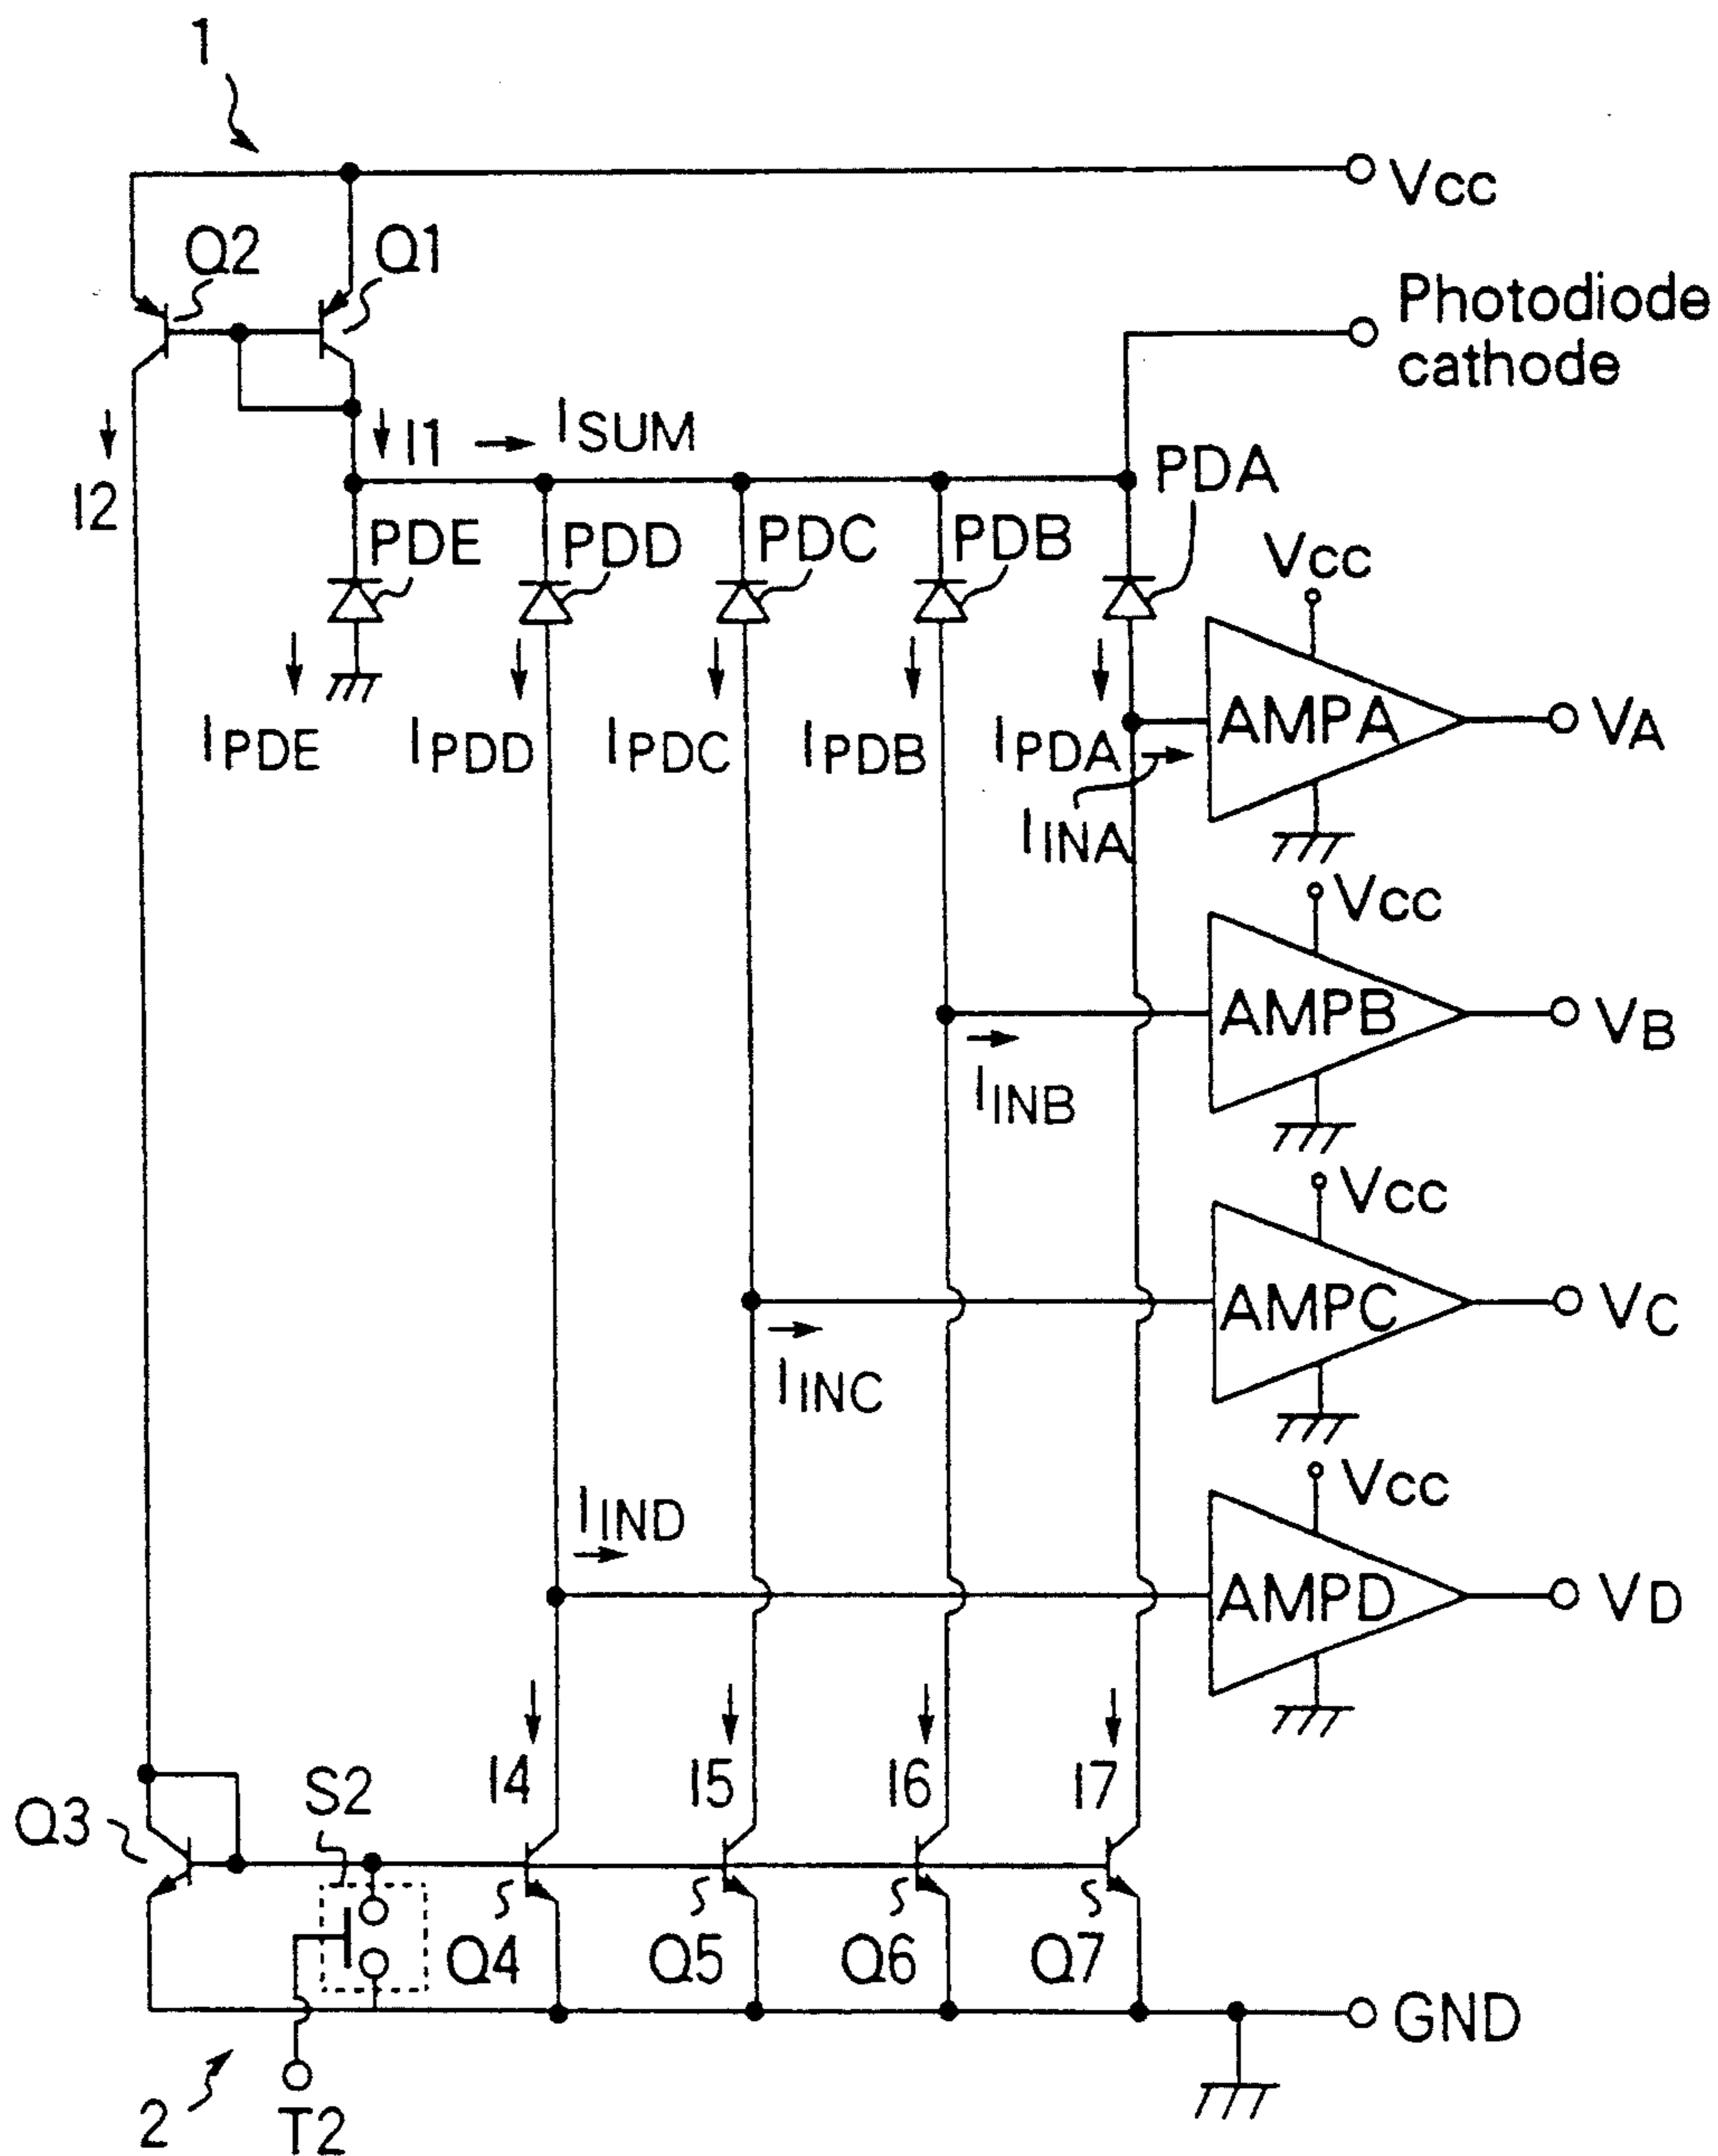 1
Vcc
Q2
Q1
Photodiode
cathode
I1
ISUM
PDA
I2
PDE
PDD
PDC
PDB
Vcc
AMPA
VA
IPDE
IPDD
IPDC
IPDB
IPDA
IINA
Vcc
AMPB
VB
IINB
Vcc
AMPC
VC
IINC
Vcc
IIND
AMPD
VD
I4
I5
I6
I7
S2
Q3
Q4
Q5
Q6
Q7
GND
2
T2